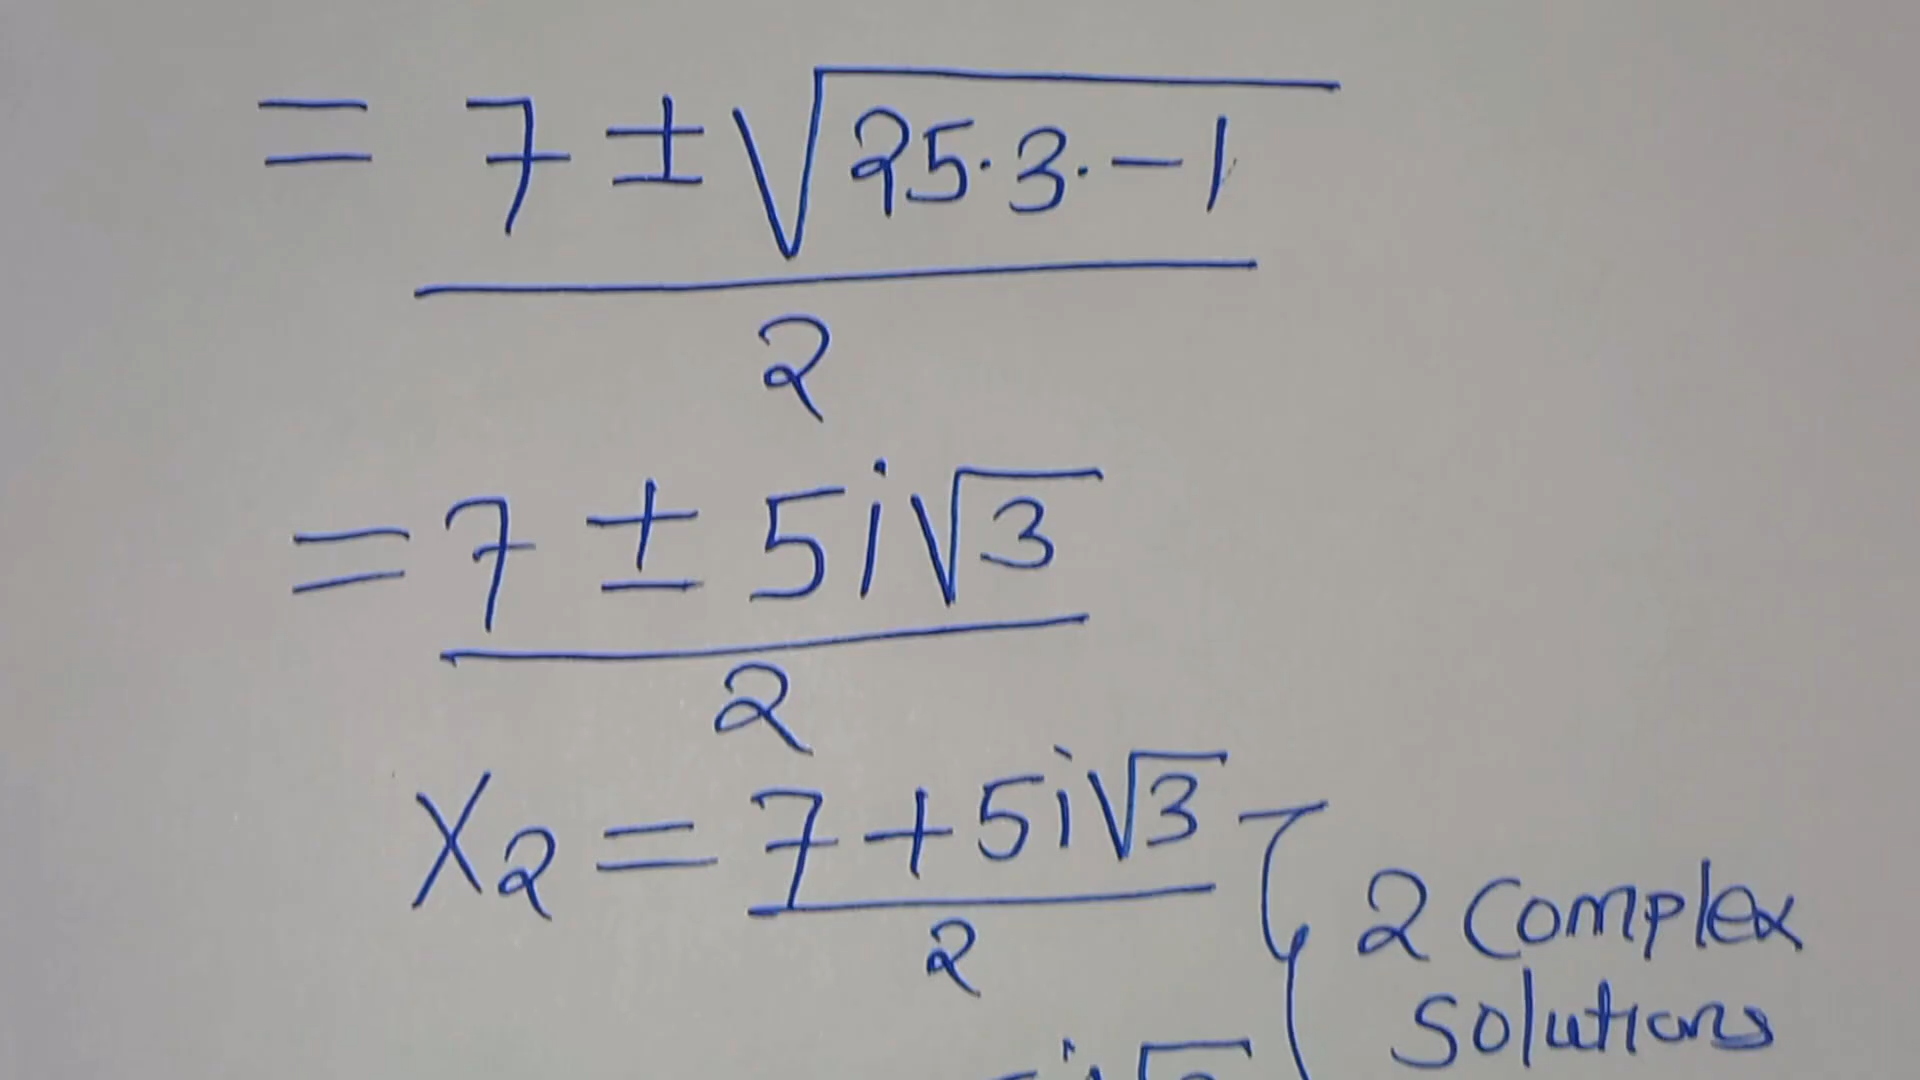 = 7 ± √25·3·-1
2
= 7 ± 5i√3
2
X2 = 7 + 5i√3
2
2 complex
solutions